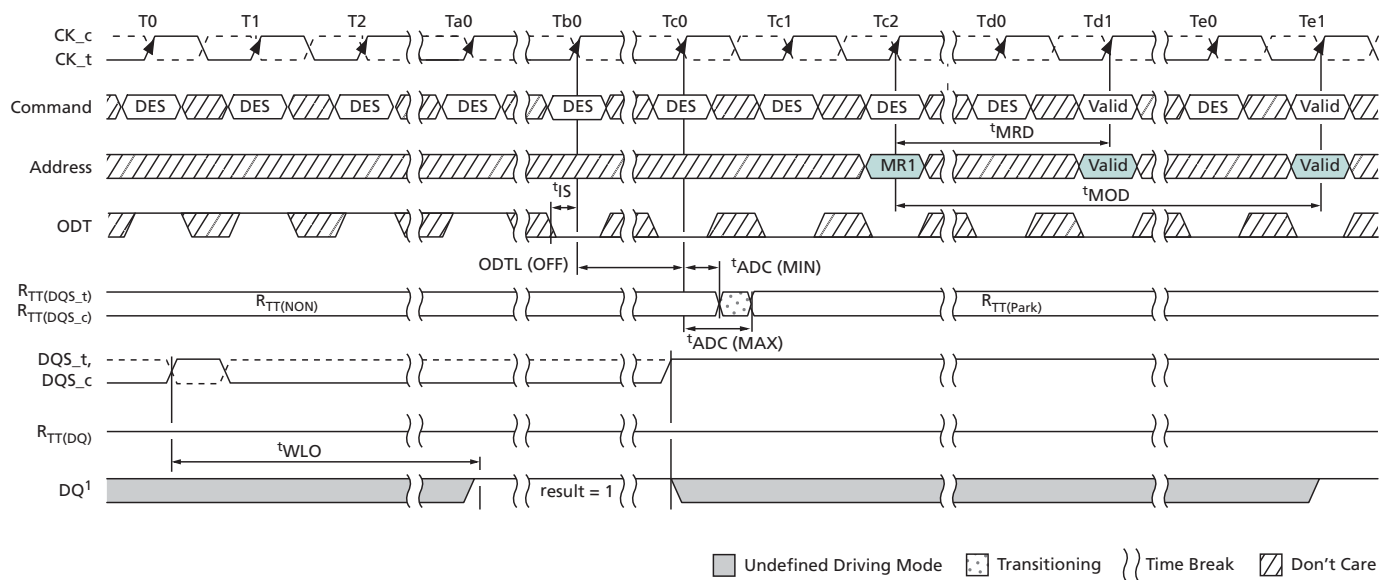 T0 T1 T2 Ta0 Tb0 Tc0 Tc1 Tc2 Td0 Td1 Te0 Te1
CK_c
CK_t
Command DES DES DES DES DES DES DES DES DES Valid DES Valid
tMRD
Address MR1 Valid Valid
tIS
tMOD
ODT
ODTL (OFF) tADC (MIN)
RTT(DQS_t)
RTT(NON) RTT(Park)
RTT(DQS_c)
tADC (MAX)
DQS_t,
DQS_c
RTT(DQ)
tWLO
DQ1 result = 1
Undefined Driving Mode Transitioning Time Break Don't Care